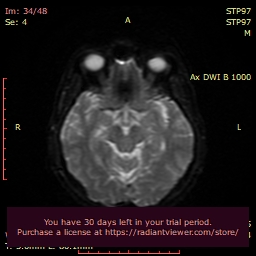 Im: 34/48
Se: 4
A
STP97
STP97
M
Ax DWI B 1000
R
L
You have 30 days left in your trial period.
Purchase a license at https://radiantviewer.com/store/